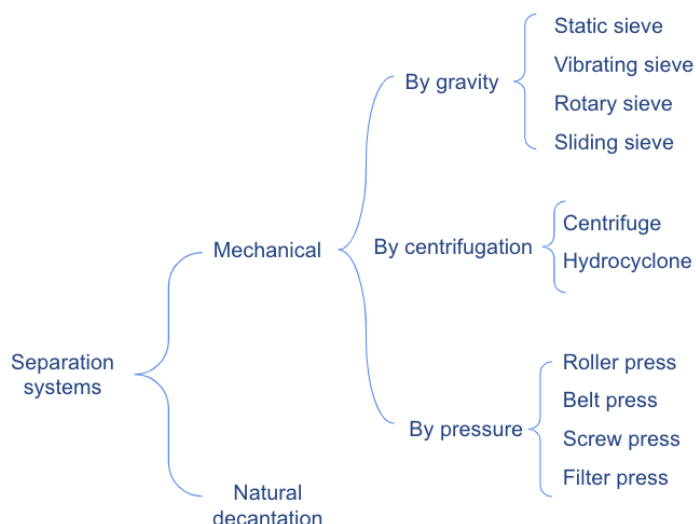 Separation
systems
Mechanical
By gravity
Static sieve
Vibrating sieve
Rotary sieve
Sliding sieve
By centrifugation
Centrifuge
Hydrocyclone
By pressure
Roller press
Belt press
Screw press
Filter press
Natural
decantation